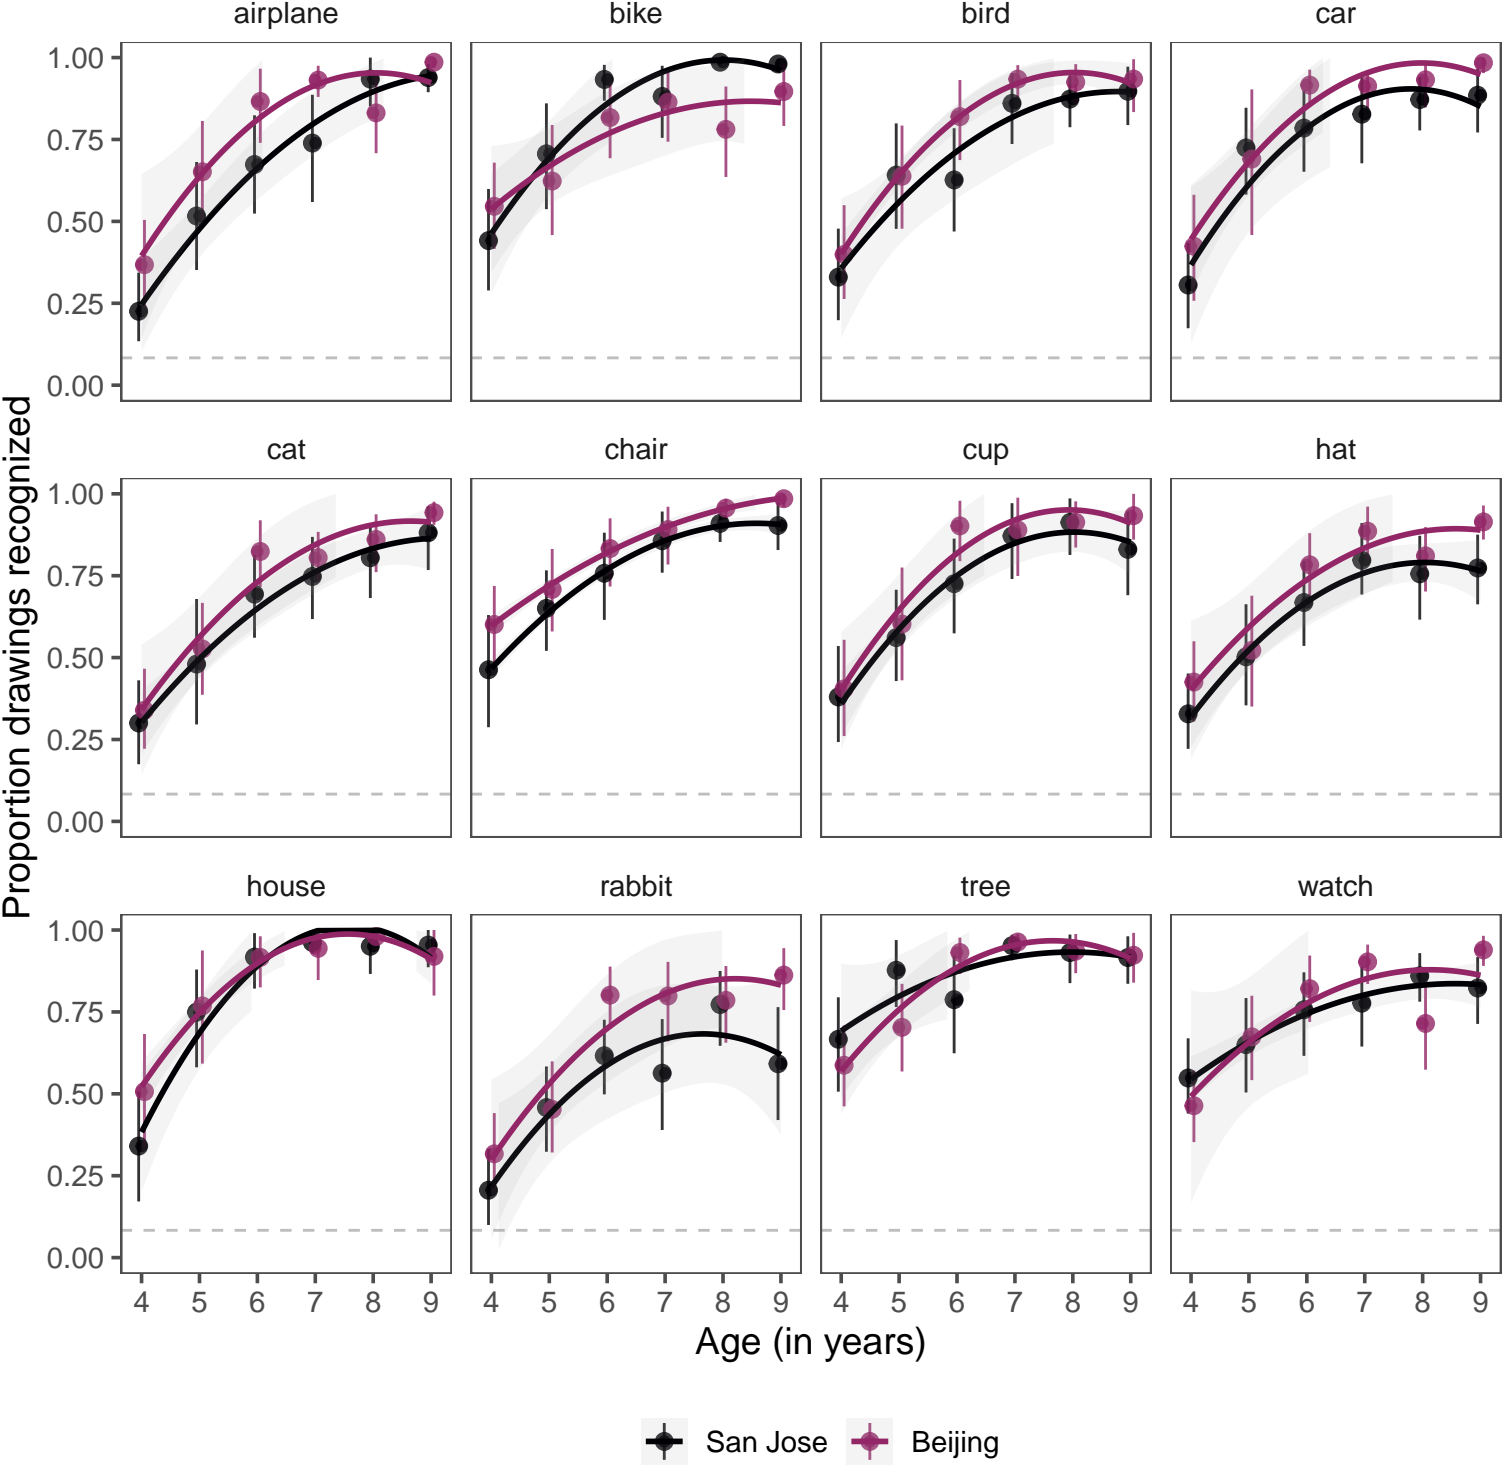 airplane bike bird car
1.00
0.75
0.50
0.25
0.00
cat chair cup hat
1.00
0.75
0.50
0.25
0.00
Proportion drawings recognized
house rabbit tree watch
1.00
0.75
0.50
0.25
0.00
4 5 6 7 8 9 4 5 6 7 8 9 4 5 6 7 8 9 4 5 6 7 8 9
Age (in years)
San Jose Beijing